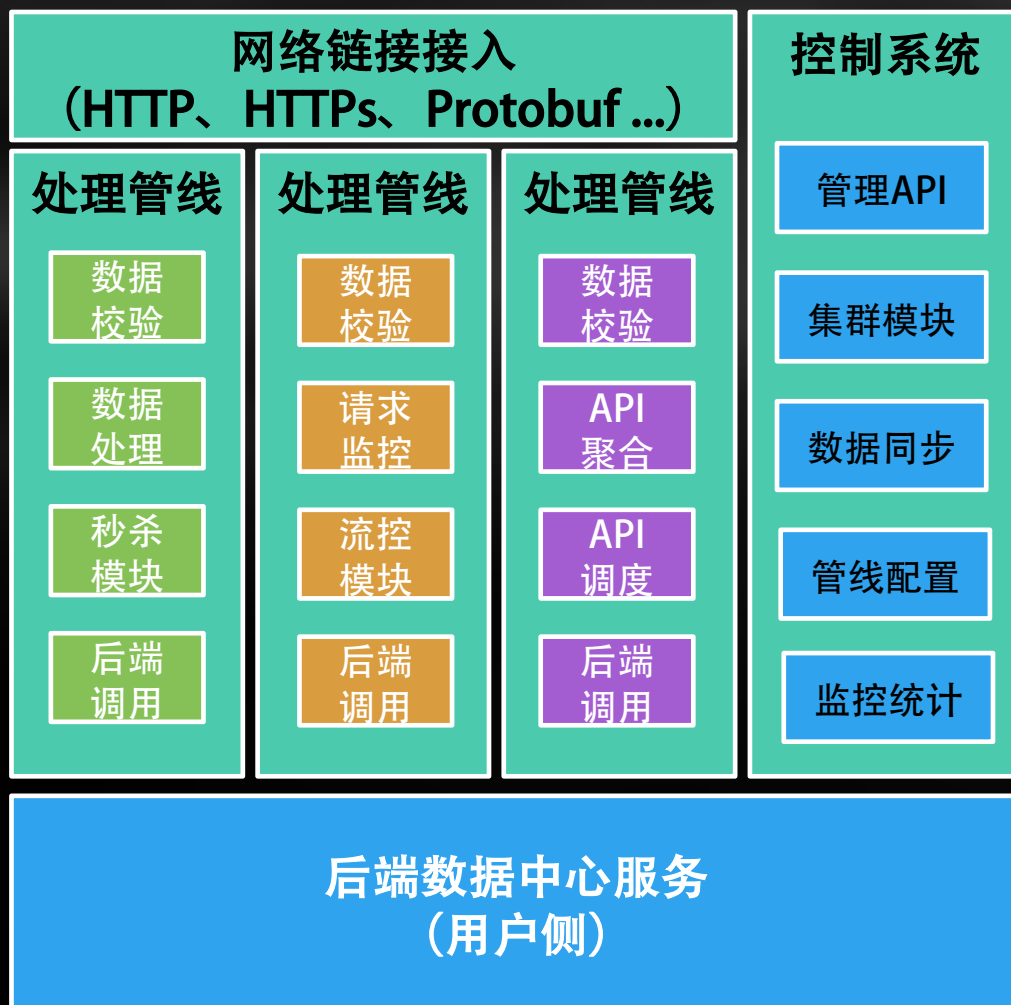 网络链接接入
（HTTP、HTTPs、Protobuf ...）
处理管线
数据
校验
数据
处理
秒杀
模块
后端
调用
处理管线
数据
校验
请求
监控
流控
模块
后端
调用
处理管线
数据
校验
API
聚合
API
调度
后端
调用
控制系统
管理API
集群模块
数据同步
管线配置
监控统计
后端数据中心服务
（用户侧）